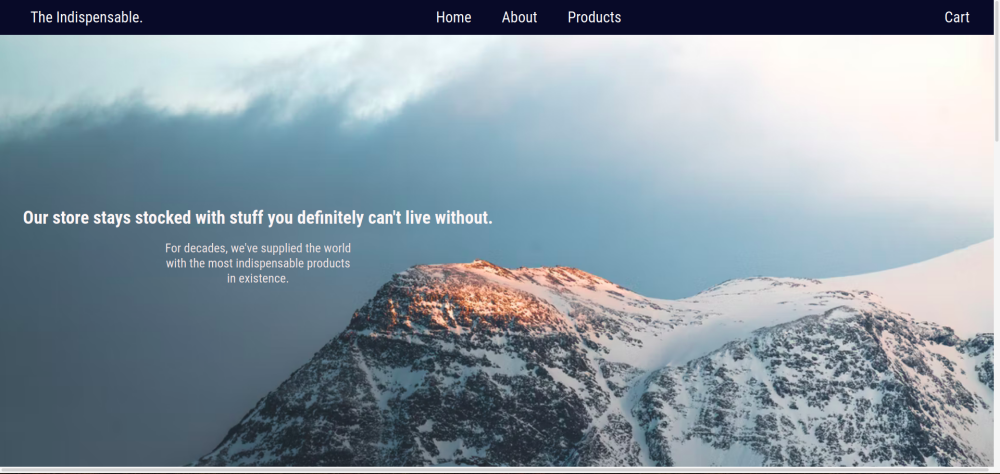 The Indispensable.
Home About Products
Cart
Our store stays stocked with stuff you definitely can't live without.
For decades, we've supplied the world
with the most indispensable products
in existence.